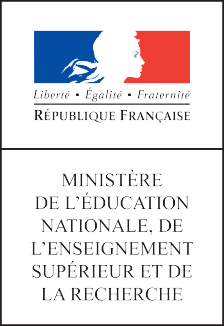 Liberté • Égalité • Fraternité
RÉPUBLIQUE FRANÇAISE
MINISTÈRE
DE L'ÉDUCATION
NATIONALE, DE
L'ENSEIGNEMENT
SUPÉRIEUR ET DE
LA RECHERCHE